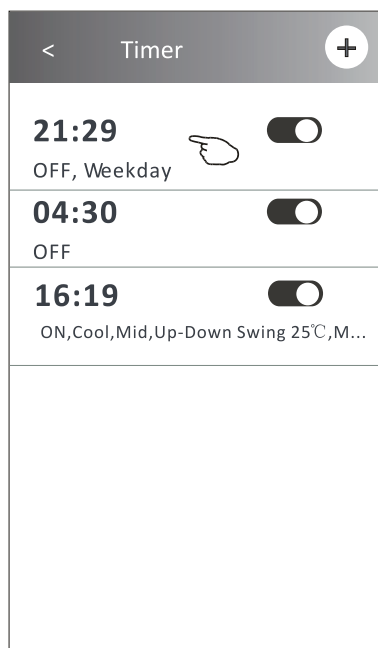 < Timer +
21:29
OFF, Weekday
04:30
OFF
16:19
ON,Cool,Mid,Up-Down Swing 25℃,M...